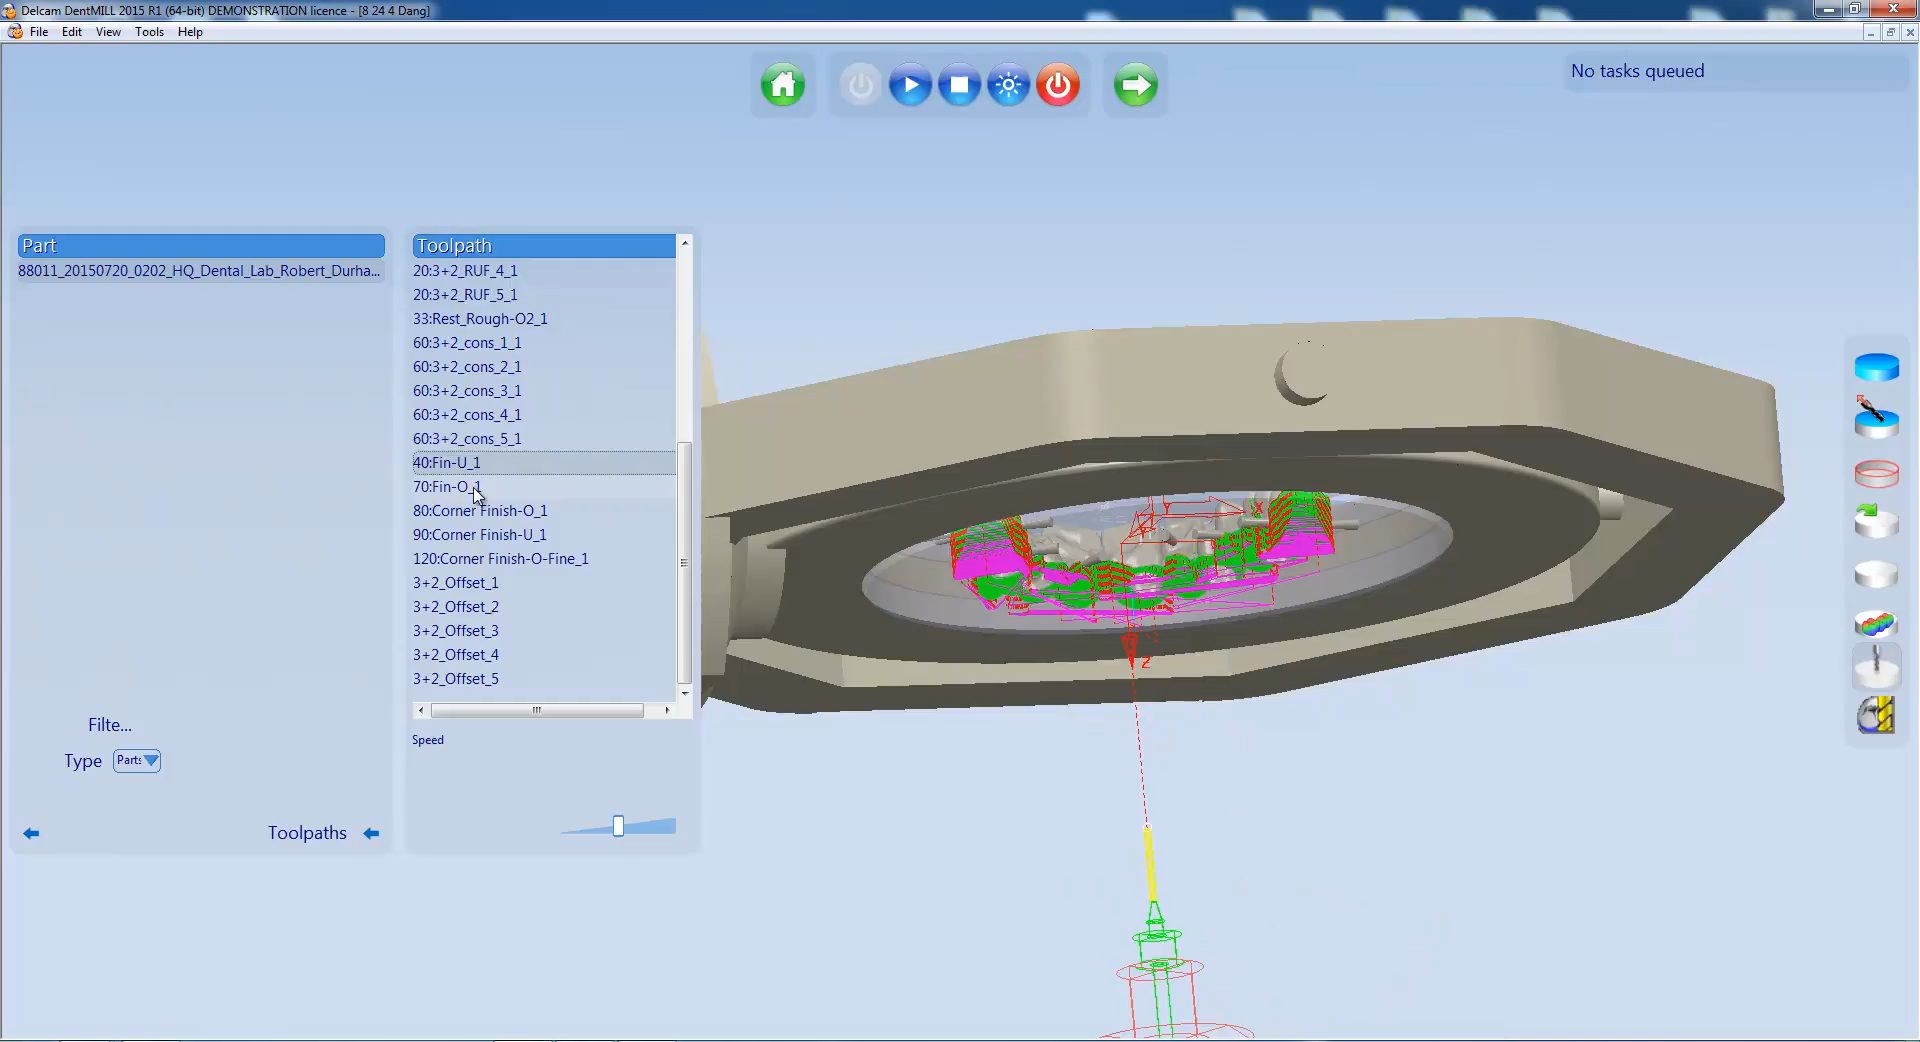 Delcam DentMILL 2015 R1 (64-bit) DEMONSTRATION licence - [8 24 4 Dang]
File Edit View Tools Help
No tasks queued
Part
88011_20150720_0202_HQ_Dental_Lab_Robert_Durha...
Toolpath
20:3+2_RUF_4_1
20:3+2_RUF_5_1
33:Rest_Rough-O2_1
60:3+2_cons_1_1
60:3+2_cons_2_1
60:3+2_cons_3_1
60:3+2_cons_4_1
60:3+2_cons_5_1
40:Fin-U_1
70:Fin-O_1
80:Corner Finish-O_1
90:Corner Finish-U_1
120:Corner Finish-O-Fine_1
3+2_Offset_1
3+2_Offset_2
3+2_Offset_3
3+2_Offset_4
3+2_Offset_5
Filte...
Type Parts
Speed
Toolpaths
Y
X
Z